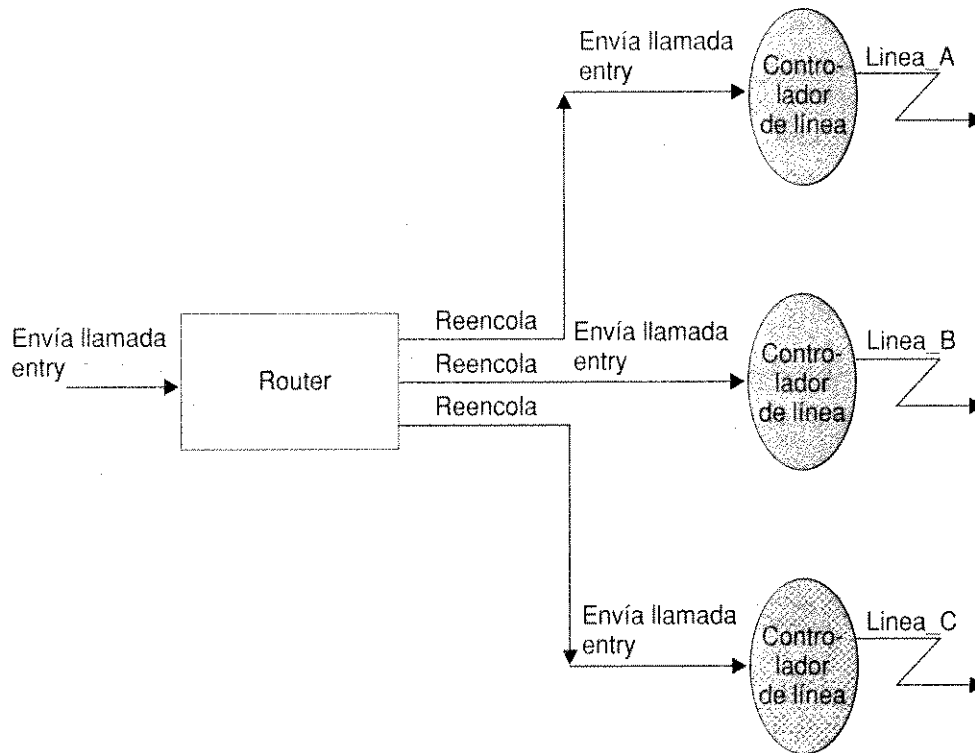 Envía llamada
entry
Contro-
lador
de línea
Linea_A
Envía llamada
entry
Router
Reencola
Reencola
Reencola
Envía llamada
entry
Contro-
lador
de línea
Linea_B
Envía llamada
entry
Contro-
lador
de línea
Linea_C